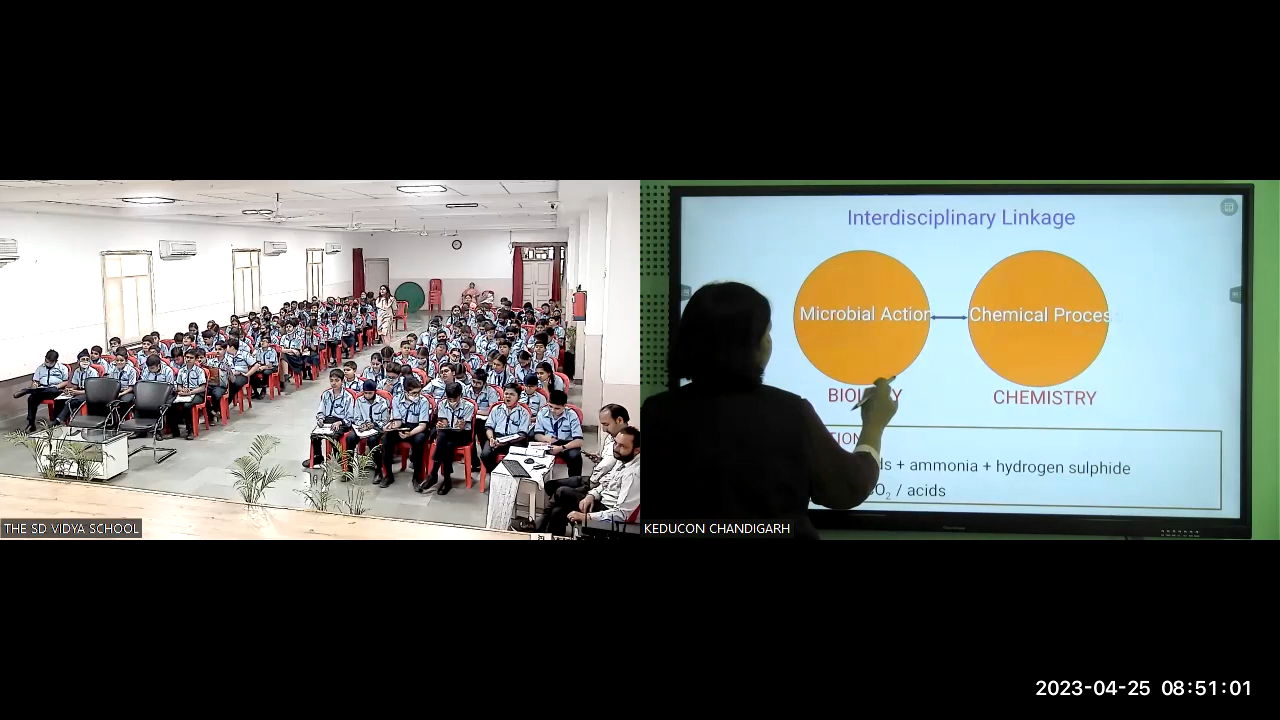 Interdisciplinary Linkage
Microbial Action
Chemical Process
CHEMISTRY
+ ammonia + hydrogen sulphide
/ acids
THE SD VIDYA SCHOOL
KEDUCON CHANDIGARH
2023-04-25 08:51:01